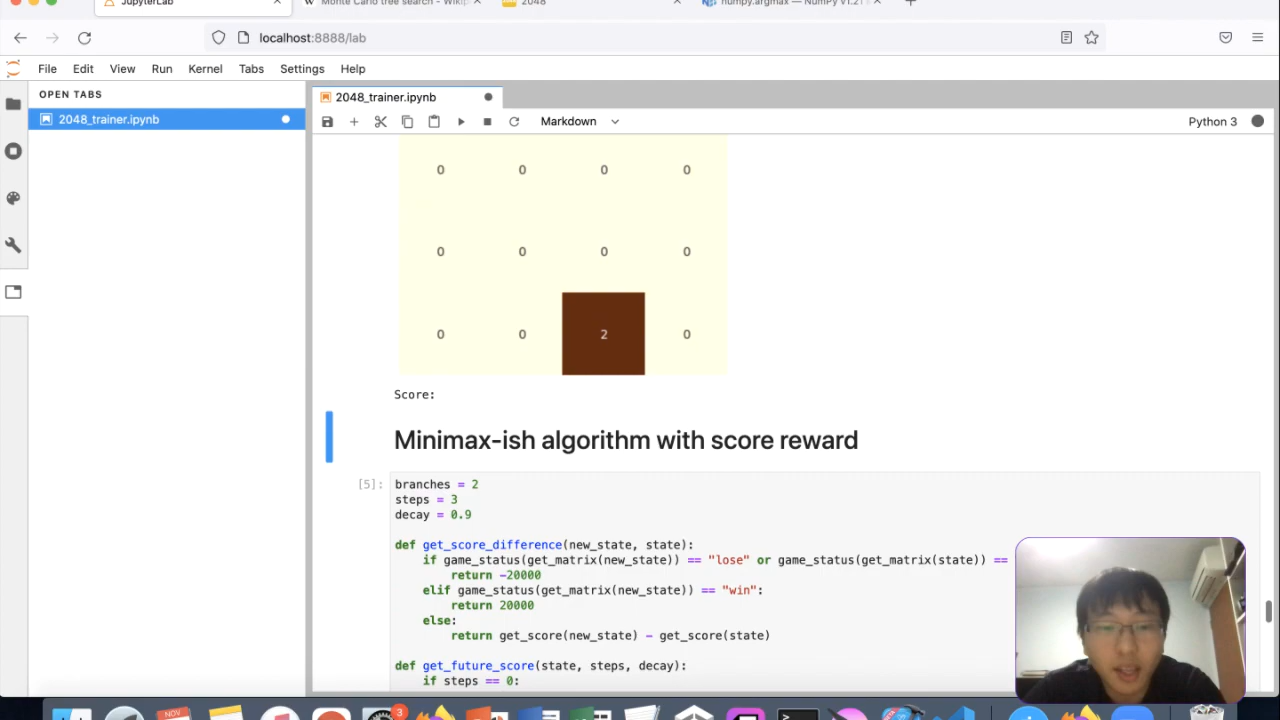 JupyterLab
Monte Carlo tree search - Wikip
2048
numpy.argmax — NumPy v1.21
localhost:8888/lab
File Edit View Run Kernel Tabs Settings Help
OPEN TABS
2048_trainer.ipynb
2048_trainer.ipynb
Markdown
Python 3
0 0 0 0
0 0 0 0
0 0 2 0
Score:
Minimax-ish algorithm with score reward
[5]:
branches = 2
steps = 3
decay = 0.9
def get_score_difference(new_state, state):
if game_status(get_matrix(new_state)) == "lose" or game_status(get_matrix(state)) ==
return -20000
elif game_status(get_matrix(new_state)) == "win":
return 20000
else:
return get_score(new_state) - get_score(state)
def get_future_score(state, steps, decay):
if steps == 0:
NOV
3